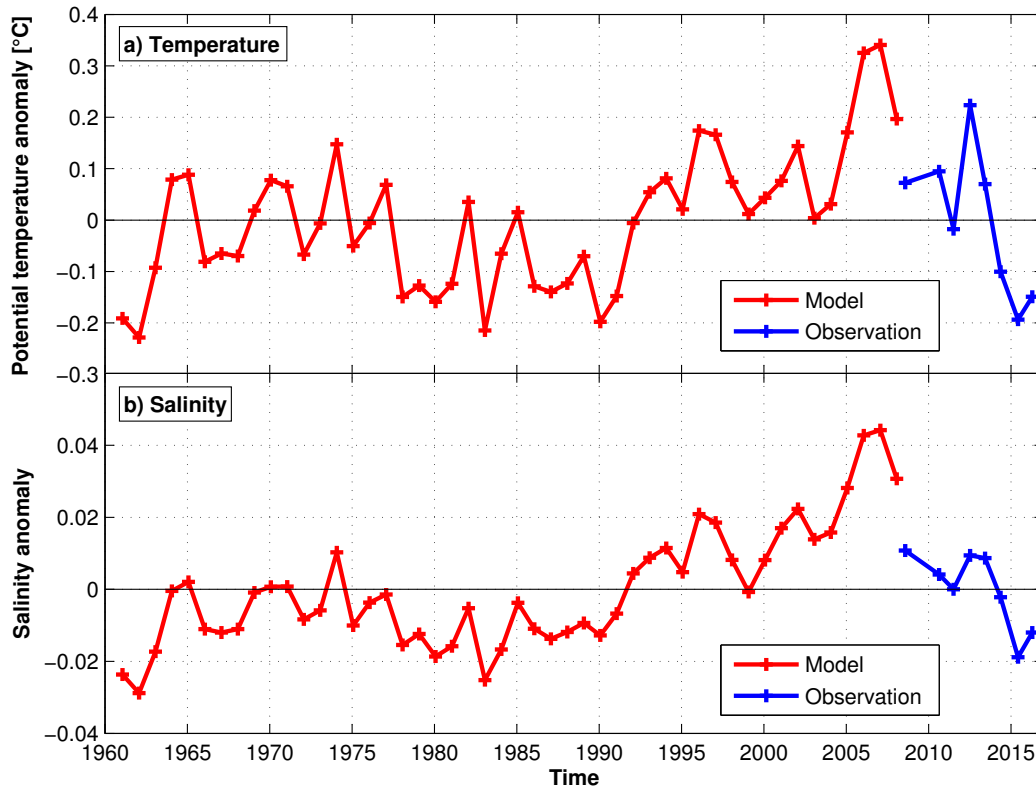 Potential temperature anomaly [°C]
a) Temperature
0.4
0.3
0.2
0.1
0
−0.1
−0.2
−0.3
Model
Observation
Salinity anomaly
b) Salinity
0.04
0.02
0
−0.02
−0.04
Model
Observation
1960 1965 1970 1975 1980 1985 1990 1995 2000 2005 2010 2015
Time